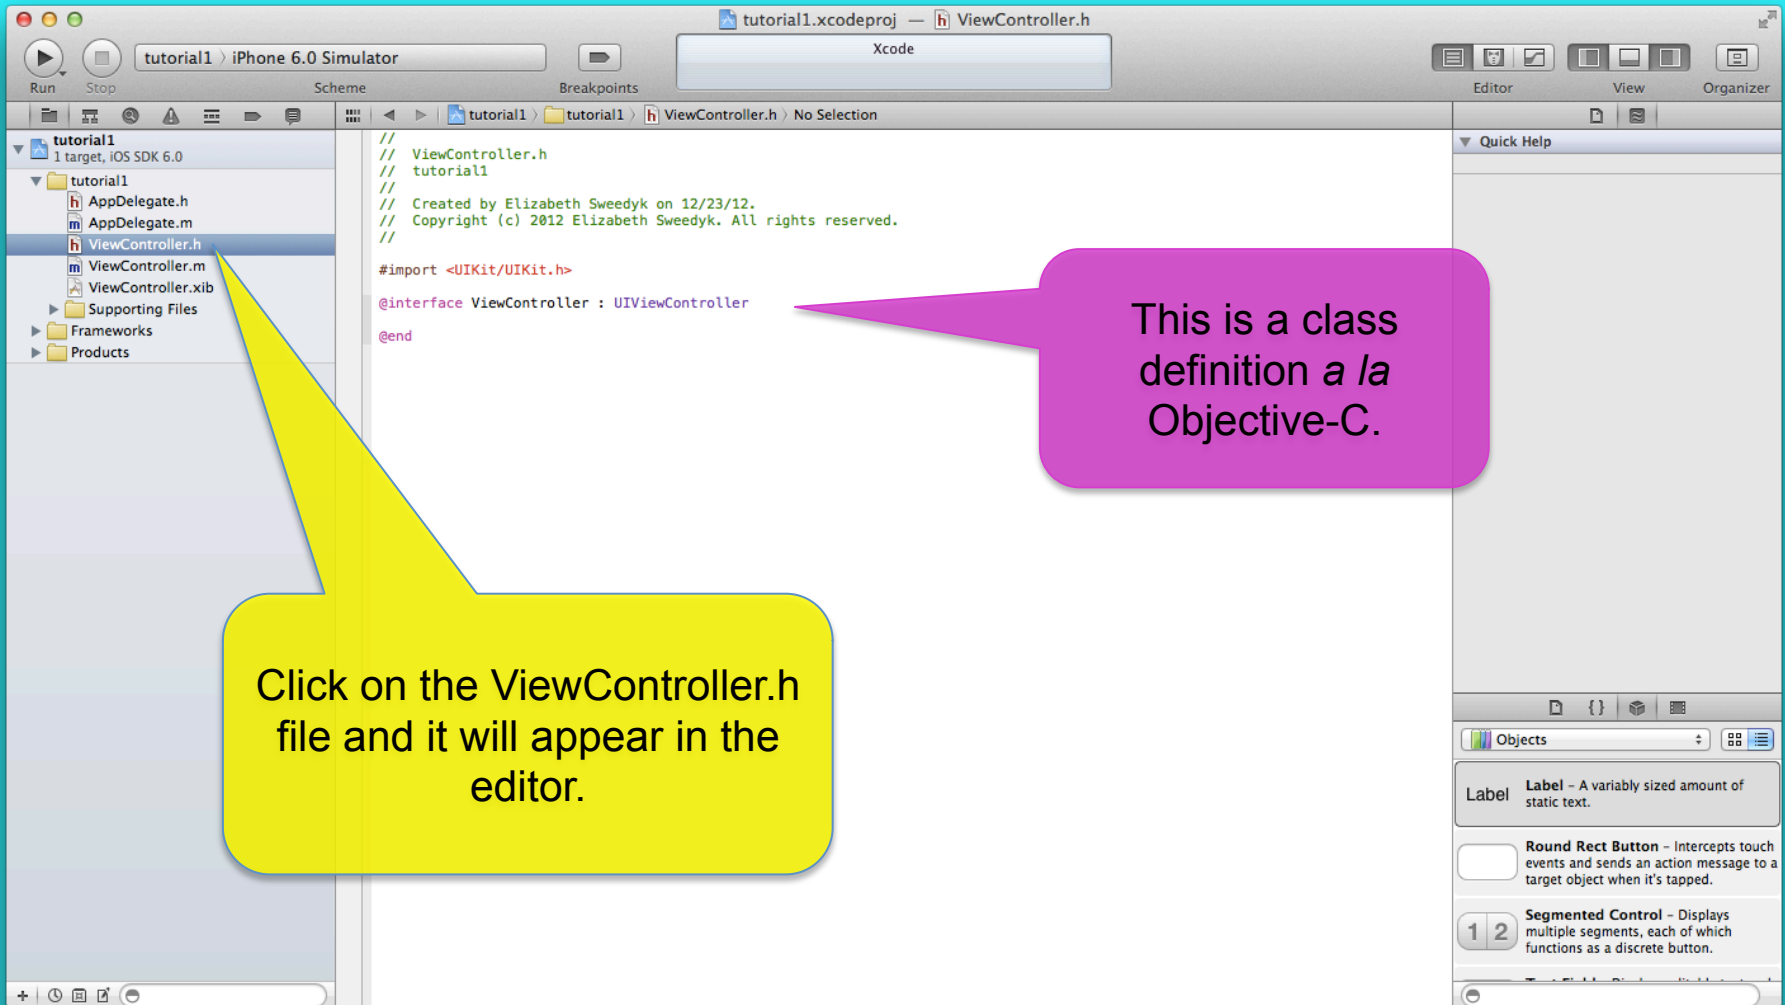 tutorial1.xcodeproj — h ViewController.h
tutorial1 〉 iPhone 6.0 Simulator
Xcode
Run Stop Scheme Breakpoints Editor View Organizer
tutorial1 〉 tutorial1 〉 h ViewController.h 〉 No Selection
tutorial1
1 target, iOS SDK 6.0
tutorial1
h AppDelegate.h
m AppDelegate.m
h ViewController.h
m ViewController.m
ViewController.xib
Supporting Files
Frameworks
Products
//
// ViewController.h
// tutorial1
//
// Created by Elizabeth Sweedyk on 12/23/12.
// Copyright (c) 2012 Elizabeth Sweedyk. All rights reserved.
//
#import <UIKit/UIKit.h>
@interface ViewController : UIViewController
@end
This is a class
definition a la
Objective-C.
Click on the ViewController.h
file and it will appear in the
editor.
Quick Help
{}
Objects
Label
Label – A variably sized amount of
static text.
Round Rect Button – Intercepts touch
events and sends an action message to a
target object when it's tapped.
1 2
Segmented Control – Displays
multiple segments, each of which
functions as a discrete button.